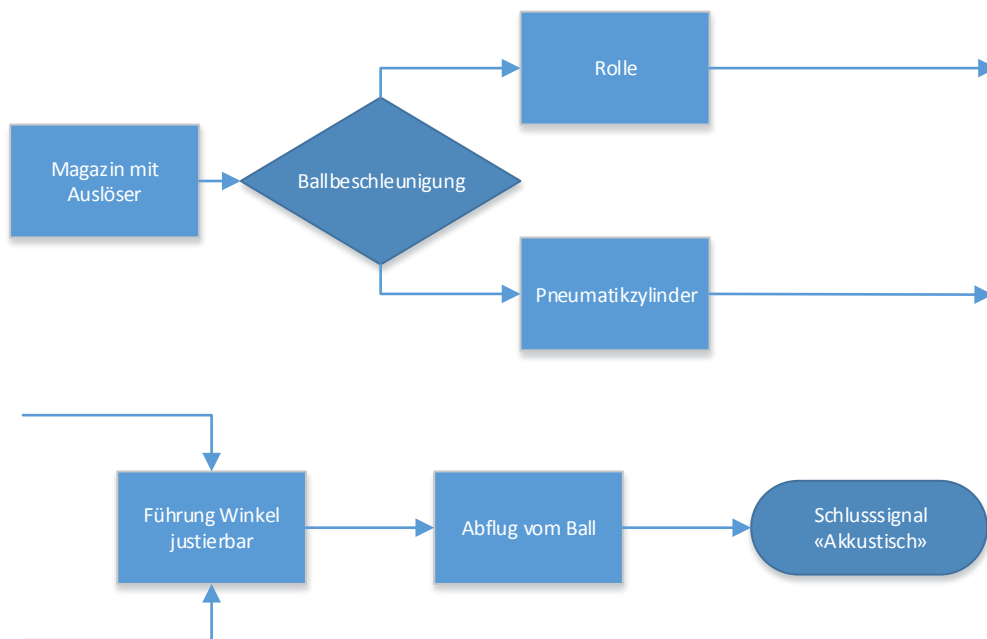 Rolle
Magazin mit
Auslöser
Ballbeschleunigung
Pneumatikzylinder
Führung Winkel
justierbar
Abflug vom Ball
Schlusssignal
«Akkustisch»